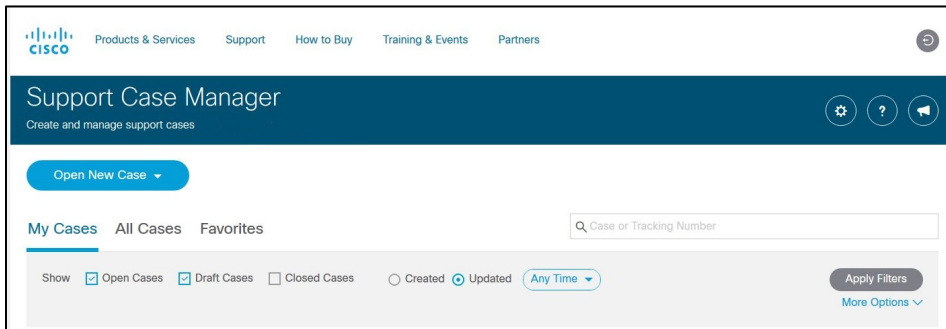 CISCO Products & Services Support How to Buy Training & Events Partners
Support Case Manager
Create and manage support cases
?
Open New Case
My Cases All Cases Favorites
Case or Tracking Number
Show Open Cases Draft Cases Closed Cases Created Updated Any Time Apply Filters
More Options